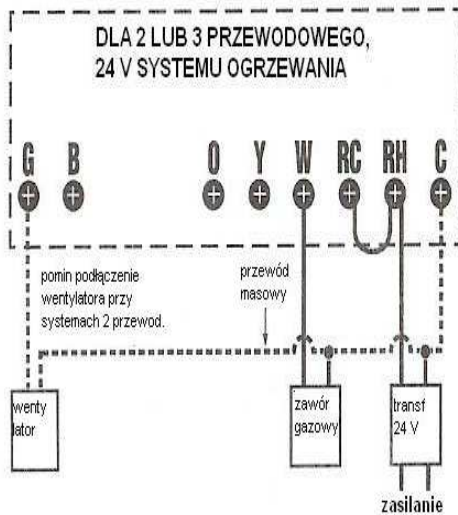 DLA 2 LUB 3 PRZEWODOWEGO,
24 V SYSTEMU OGRZEWANIA
G B O Y W RC RH C
pomin podłączenie
wentylatora przy
systemach 2 przewod.
przewód
masowy
wenty
lator
zawór
gazowy
transf
24 V
zasilanie